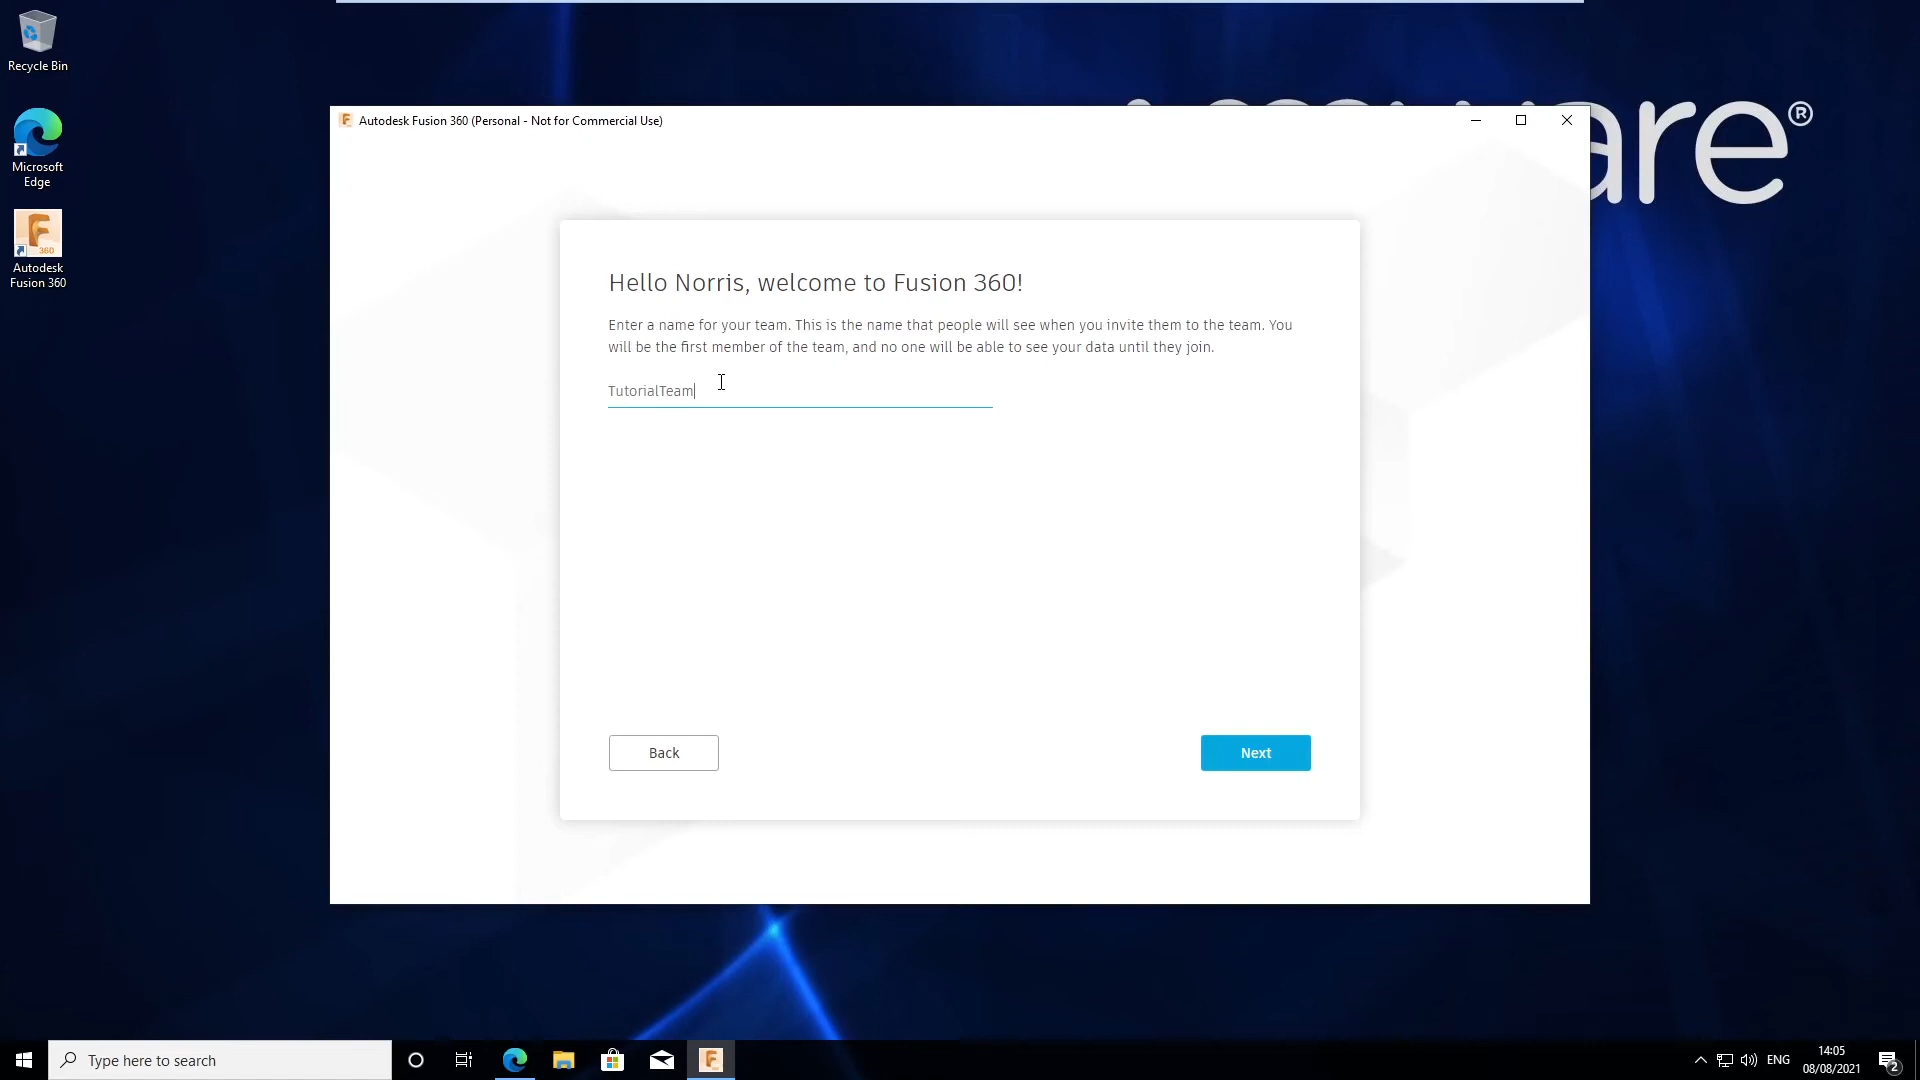 Recycle Bin
Microsoft
Edge
360
Autodesk
Fusion 360
Autodesk Fusion 360 (Personal - Not for Commercial Use)
are®
Hello Norris, welcome to Fusion 360!
Enter a name for your team. This is the name that people will see when you invite them to the team. You
will be the first member of the team, and no one will be able to see your data until they join.
TutorialTeam
Back
Next
Type here to search
ENG
14:05
08/08/2021
2